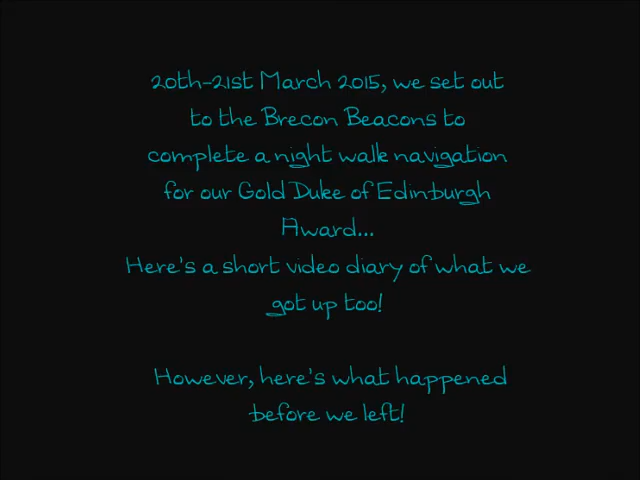 20th-21st March 2015, we set out
to the Brecon Beacons to
complete a night walk navigation
for our Gold Duke of Edinburgh
Award...
Here's a short video diary of what we
got up too!
However, here's what happened
before we left!